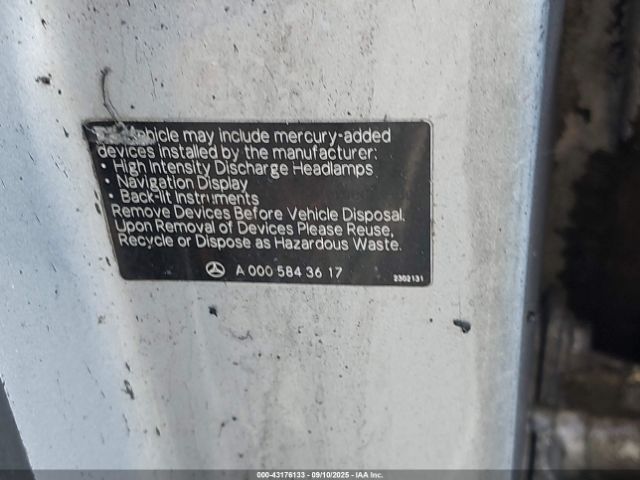 vehicle may include mercury-added
devices installed by the manufacturer:
• High Intensity Discharge Headlamps
• Navigation Display
• Back-lit Instruments
Remove Devices Before Vehicle Disposal.
Upon Removal of Devices Please Reuse,
Recycle or Dispose as Hazardous Waste.
A 000 584 36 17
2302131
000-43176133 - 09/10/2025 - IAA Inc.